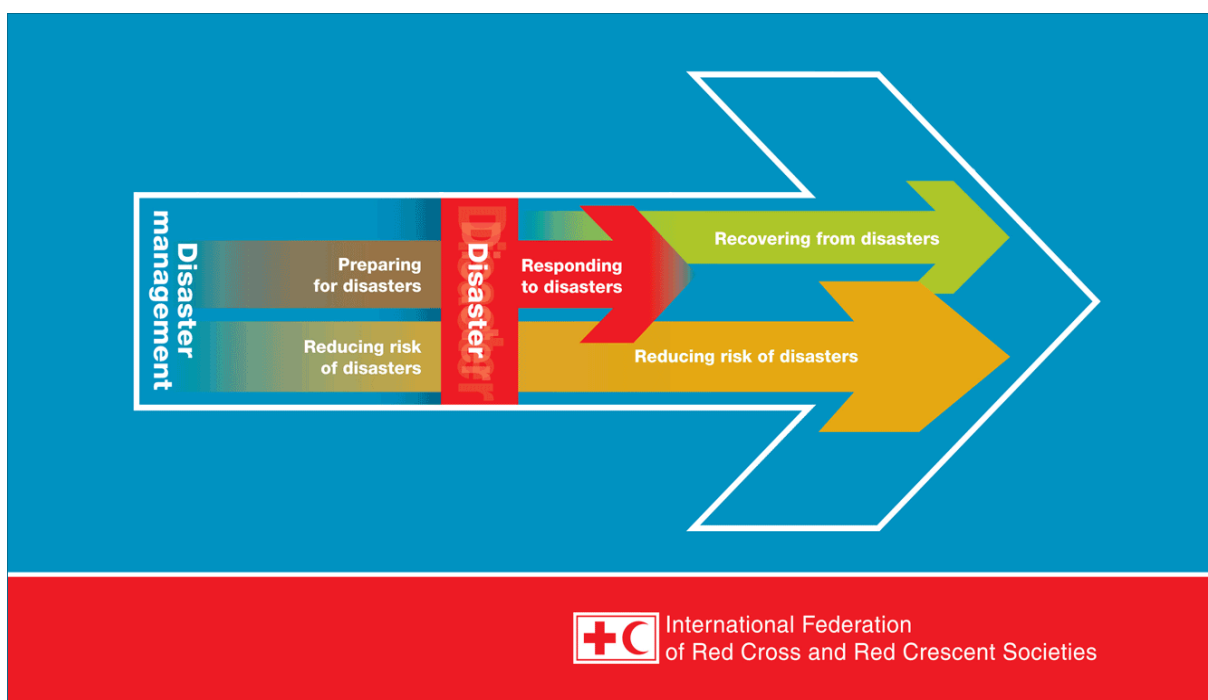 Disaster
management
Preparing
for disasters
Reducing risk
of disasters
Disaster
Disaster
Responding
to disasters
Recovering from disasters
Reducing risk of disasters
International Federation
of Red Cross and Red Crescent Societies